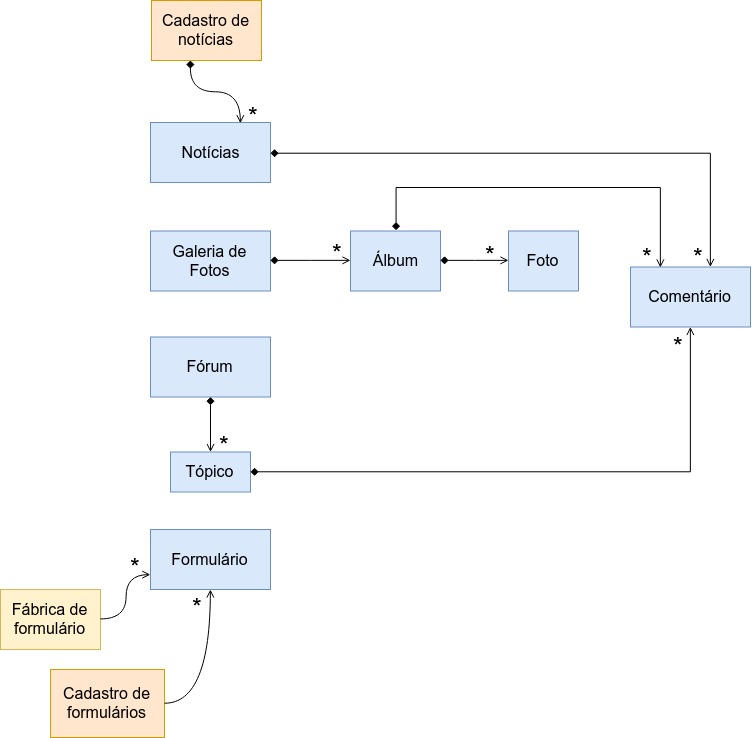 Cadastro de
notícias
*
Notícias
Galeria de
Fotos
*
Álbum
*
Foto
*
*
Comentário
*
Fórum
*
Tópico
Formulário
*
*
Fábrica de
formulário
Cadastro de
formulários